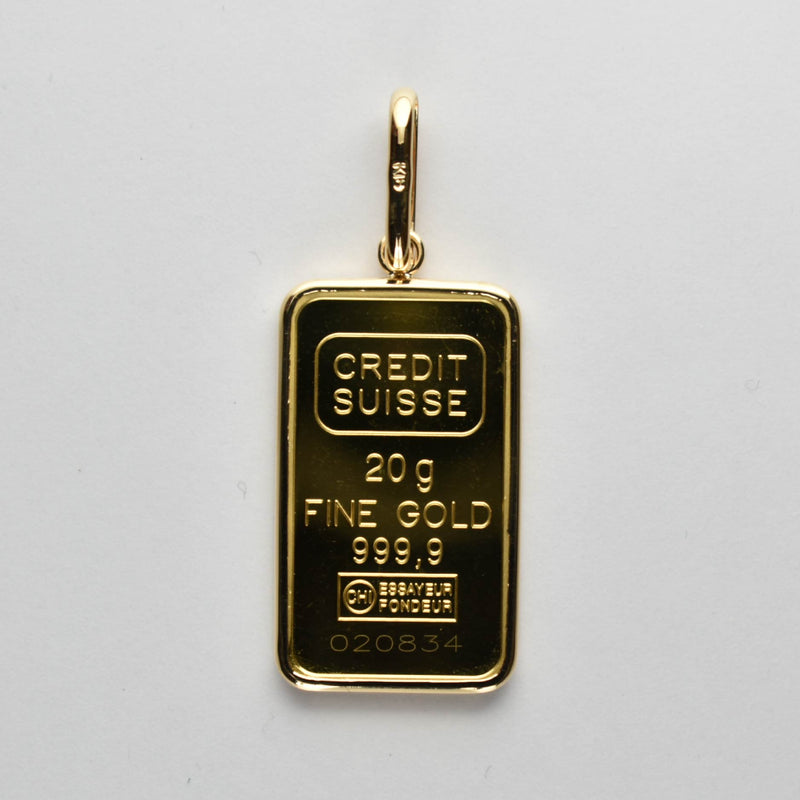 CREDIT
SUISSE
20 g
FINE GOLD
999,9
CHI ESSAYEUR
FONDEUR
020834